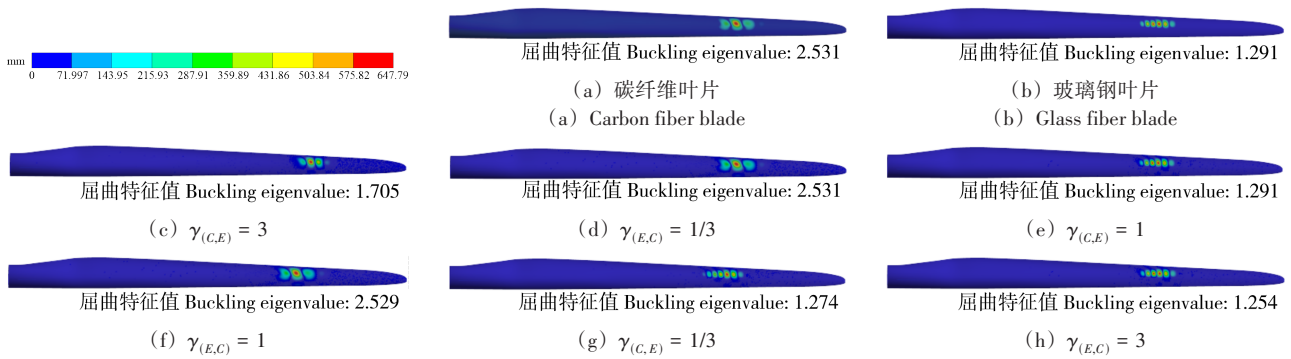 mm
0 71.997 143.95 215.93 287.91 359.89 431.86 503.84 575.82 647.79
屈曲特征值 Buckling eigenvalue: 2.531
(a) 碳纤维叶片
(a) Carbon fiber blade
屈曲特征值 Buckling eigenvalue: 1.291
(b) 玻璃钢叶片
(b) Glass fiber blade
屈曲特征值 Buckling eigenvalue: 1.705
(c) γ(C,E) = 3
屈曲特征值 Buckling eigenvalue: 2.531
(d) γ(E,C) = 1/3
屈曲特征值 Buckling eigenvalue: 1.291
(e) γ(C,E) = 1
屈曲特征值 Buckling eigenvalue: 2.529
(f) γ(E,C) = 1
屈曲特征值 Buckling eigenvalue: 1.274
(g) γ(C,E) = 1/3
屈曲特征值 Buckling eigenvalue: 1.254
(h) γ(E,C) = 3